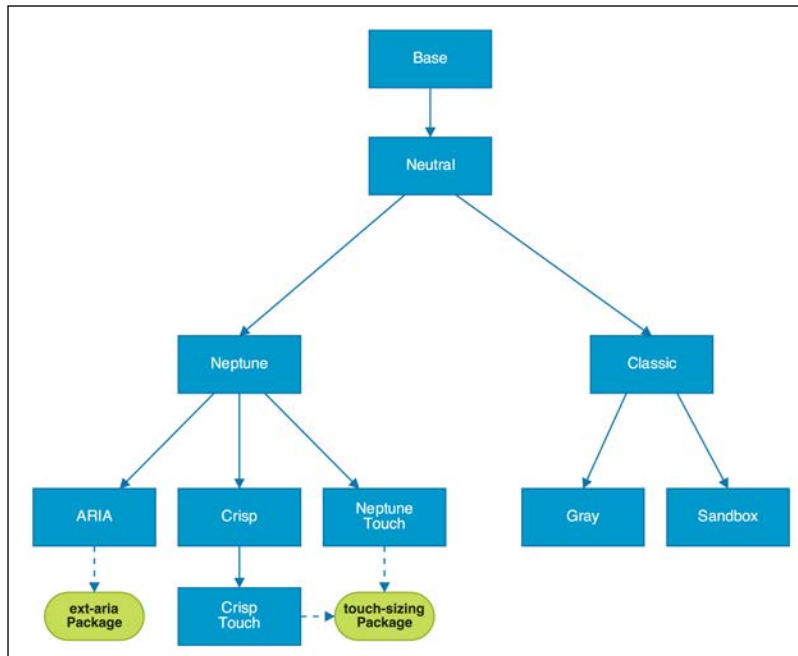 Base
Neutral
Neptune
Classic
ARIA
Crisp
Neptune
Touch
Gray
Sandbox
ext-aria
Package
Crisp
Touch
touch-sizing
Package